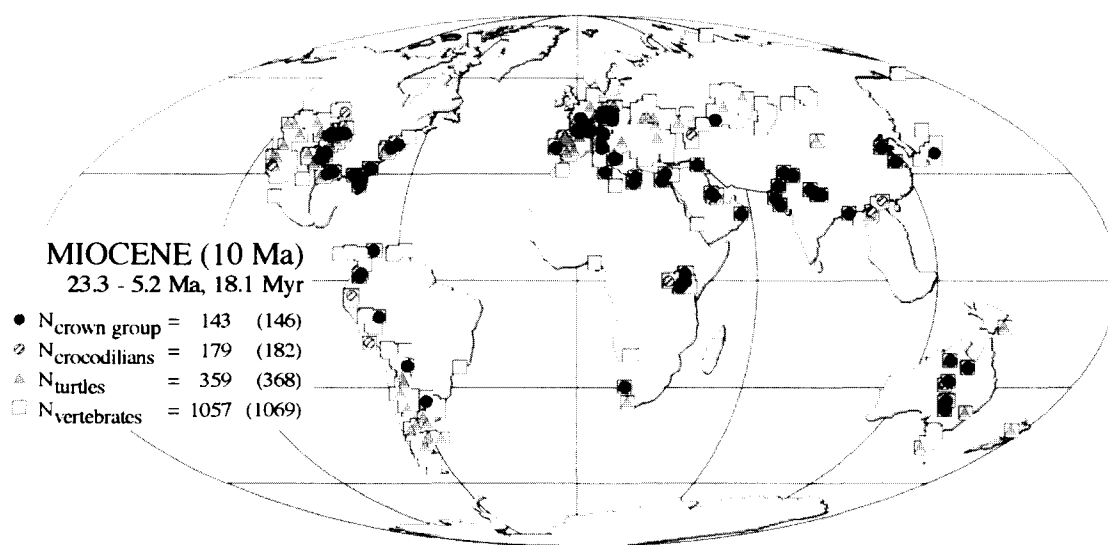 MIOCENE (10 Ma)
23.3 - 5.2 Ma, 18.1 Myr
N crown group = 143 (146)
N crocodilians = 179 (182)
N turtles = 359 (368)
N vertebrates = 1057 (1069)